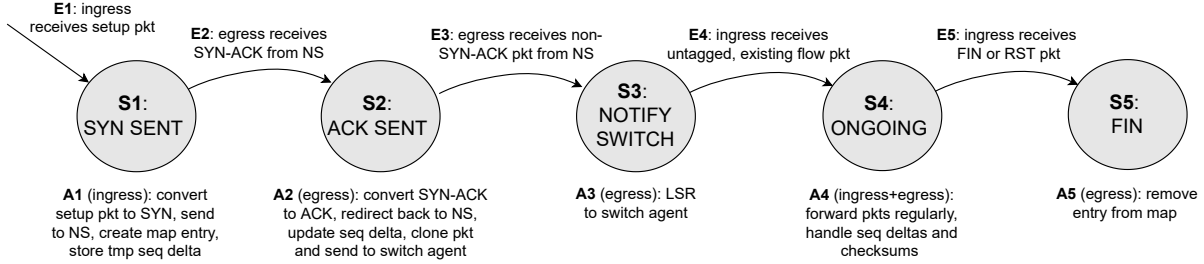 E1: ingress
receives setup pkt
E2: egress receives
SYN-ACK from NS
E3: egress receives non-
SYN-ACK pkt from NS
E4: ingress receives
untagged, existing flow pkt
E5: ingress receives
FIN or RST pkt
S1:
SYN SENT
S2:
ACK SENT
S3:
NOTIFY
SWITCH
S4:
ONGOING
S5:
FIN
A1 (ingress): convert
setup pkt to SYN, send
to NS, create map entry,
store tmp seq delta
A2 (egress): convert SYN-ACK
to ACK, redirect back to NS,
update seq delta, clone pkt
and send to switch agent
A3 (egress): LSR
to switch agent
A4 (ingress+egress):
forward pkts regularly,
handle seq deltas and
checksums
A5 (egress): remove
entry from map